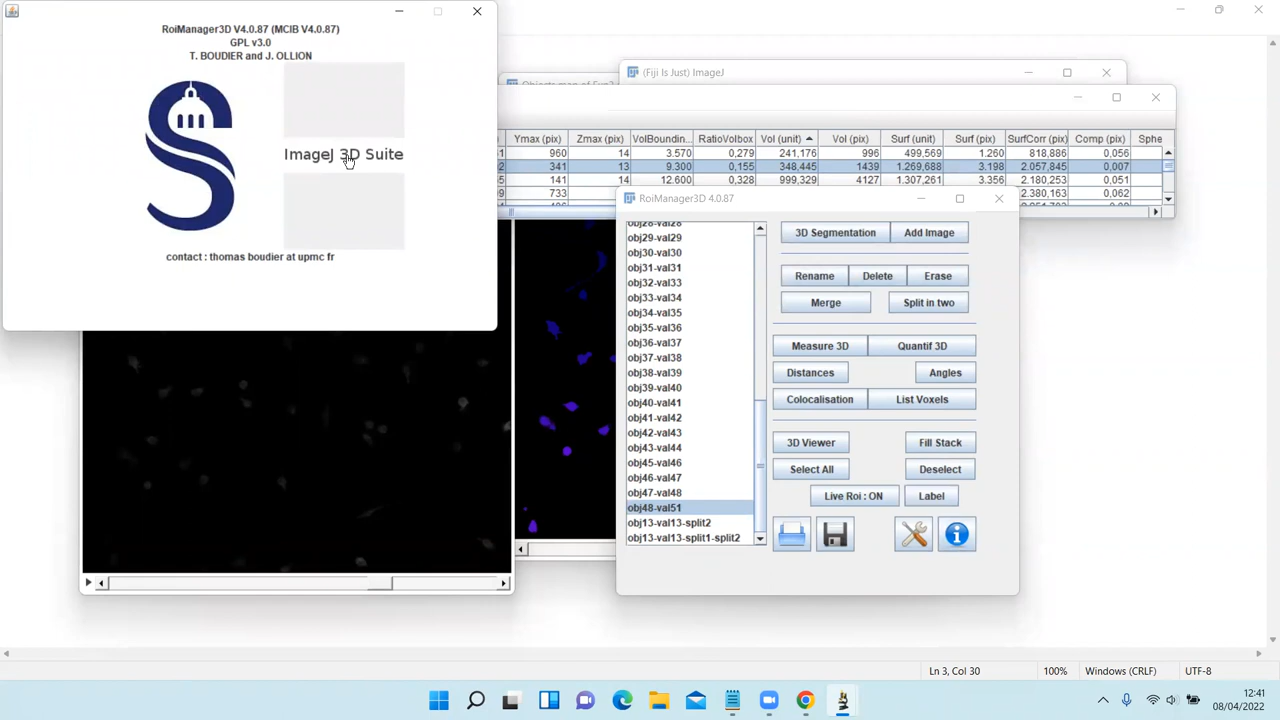 RoiManager3D V4.0.87 (MCIB V4.0.87)
GPL v3.0
T. BOUDIER and J. OLLION
ImageJ 3D Suite
contact : thomas boudier at upmc fr
(Fiji Is Just) ImageJ
Ymax (pix) Zmax (pix) VolBoundin... RatioVolbox Vol (unit) Vol (pix) Surf (unit) Surf (pix) SurfCorr (pix) Comp (pix) Sphe
1 960 14 3.570 0,279 241,176 996 499,569 1.260 818,886 0,056
2 341 13 9.300 0,155 348,445 1439 1.269,688 3.198 2.057,845 0,007
5 141 14 12.600 0,328 999,329 4127 1.307,261 3.356 2.180,253 0,051
733 2.380,163 0,062
RoiManager3D 4.0.87
obj28-val28
obj29-val29
obj30-val30
obj31-val31
obj32-val33
obj33-val34
obj34-val35
obj35-val36
obj36-val37
obj37-val38
obj38-val39
obj39-val40
obj40-val41
obj41-val42
obj42-val43
obj43-val44
obj45-val46
obj46-val47
obj47-val48
obj48-val51
obj13-val13-split2
obj13-val13-split1-split2
3D Segmentation Add Image
Rename Delete Erase
Merge Split in two
Measure 3D Quantif 3D
Distances Angles
Colocalisation List Voxels
3D Viewer Fill Stack
Select All Deselect
Live Roi : ON Label
Ln 3, Col 30 100% Windows (CRLF) UTF-8
12:41
08/04/2022